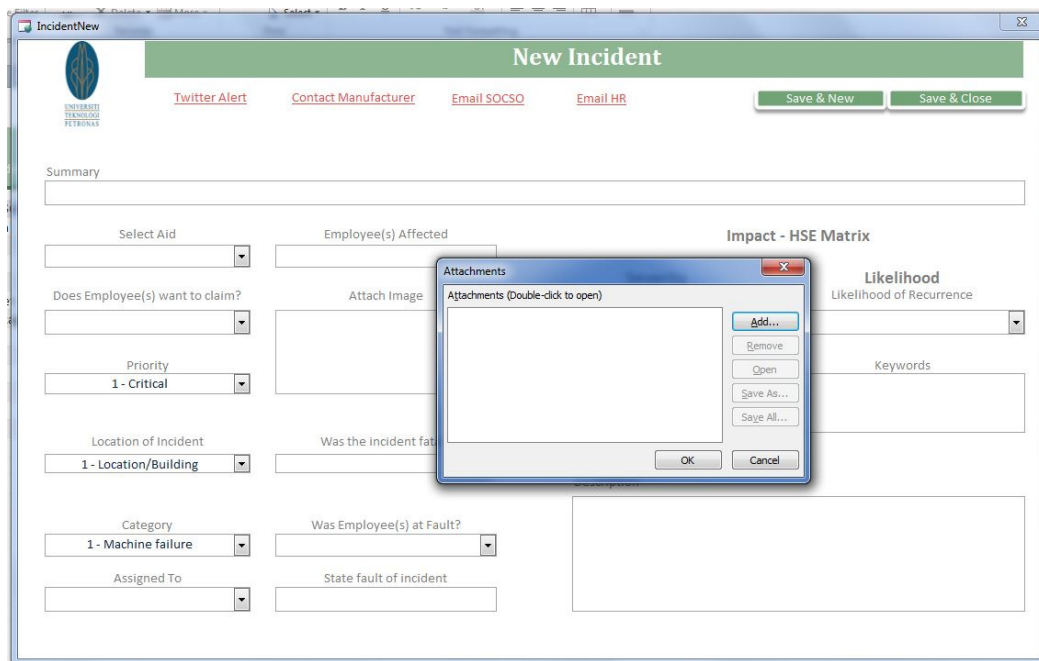 Delete
More
Select
IncidentNew
New Incident
UNIVERSITI
TEKNOLOGI
PETRONAS
Twitter Alert Contact Manufacturer Email SOCSO Email HR Save & New Save & Close
Summary
Select Aid Employee(s) Affected Impact - HSE Matrix
Attachments
Attachments (Double-click to open)
Add...
Remove
Open
Save As...
Save All...
OK Cancel
Likelihood
Does Employee(s) want to claim? Attach Image Likelihood of Recurrence
Priority Keywords
1 - Critical
Location of Incident Was the incident
1 - Location/Building
Description
Category Was Employee(s) at Fault?
1 - Machine failure
Assigned To State fault of incident